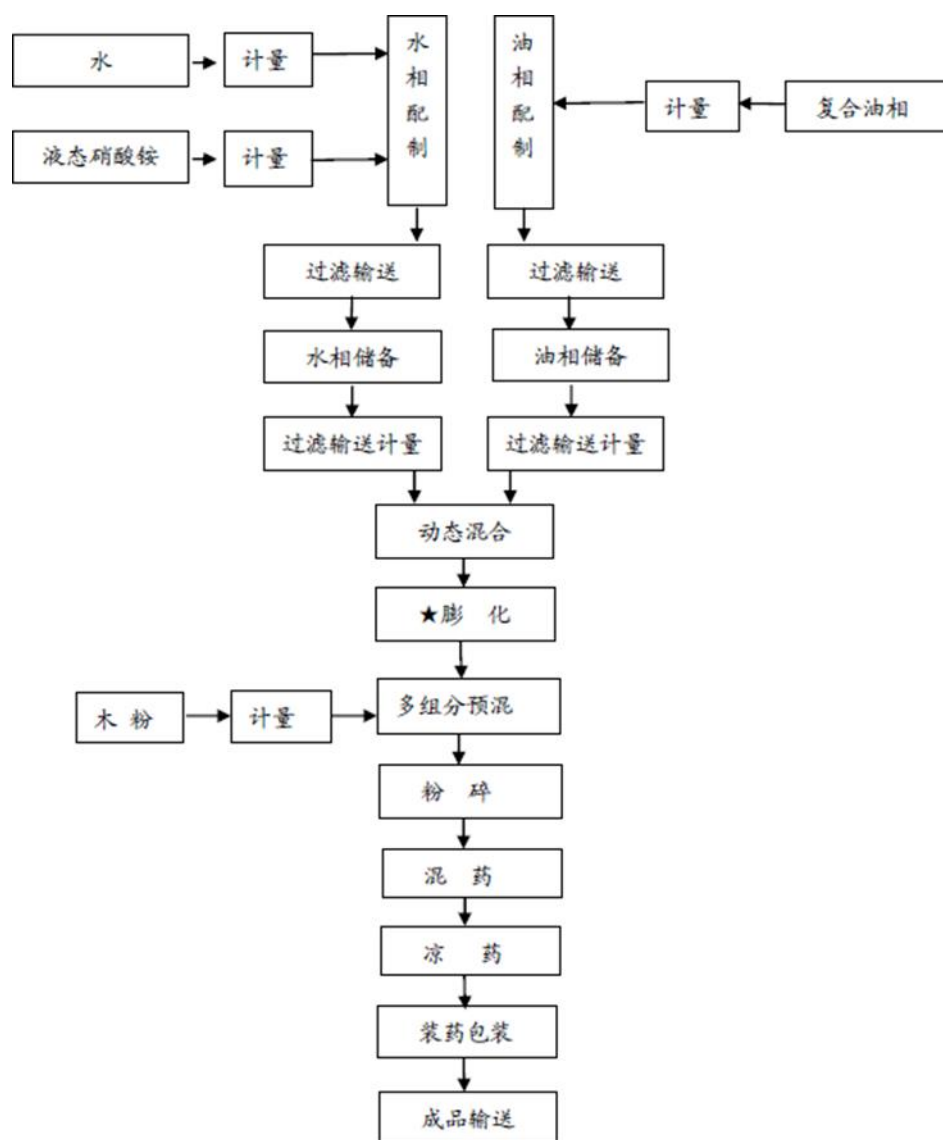 水
计量
水相配制
油相配制
计量
复合油相
液态硝酸铵
计量
过滤输送
过滤输送
水相储备
油相储备
过滤输送计量
过滤输送计量
动态混合
★膨 化
木 粉
计量
多组分预混
粉 碎
混 药
凉 药
装药包装
成品输送